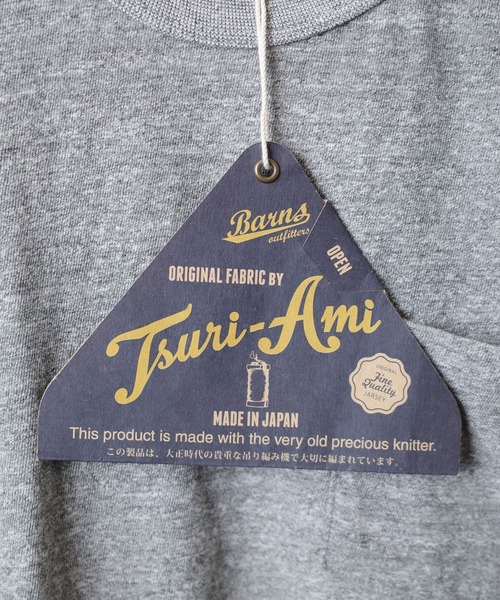 Barns
outfitters
OPEN
ORIGINAL FABRIC BY
Tsuri-Ami
ORIGINAL
Fine
Quality
JARSEY
MADE IN JAPAN
This product is made with the very old precious knitter.
この製品は、大正時代の貴重な吊り編み機で大切に編まれています。